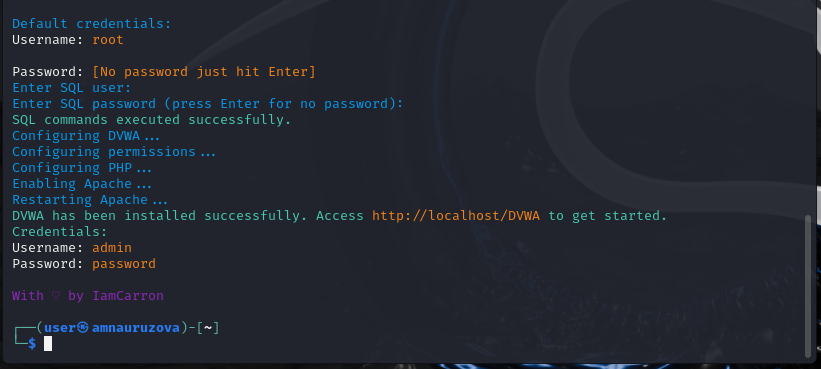 Default credentials:
Username: root
Password: [No password just hit Enter]
Enter SQL user:
Enter SQL password (press Enter for no password):
SQL commands executed successfully.
Configuring DVWA...
Configuring permissions...
Configuring PHP...
Enabling Apache...
Restarting Apache...
DVWA has been installed successfully. Access http://localhost/DVWA to get started.
Credentials:
Username: admin
Password: password
With ♡ by IamCarron
┌──(user㉿amnauruzova)-[~]
└─$